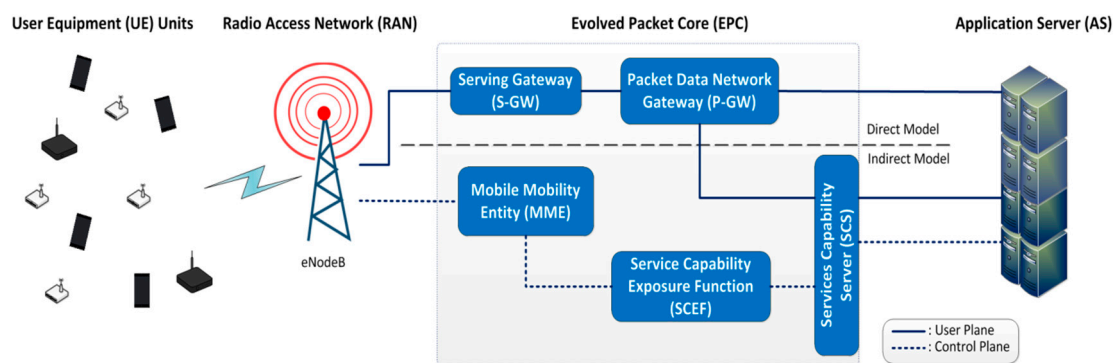 User Equipment (UE) Units
Radio Access Network (RAN)
Evolved Packet Core (EPC)
Application Server (AS)
Serving Gateway
(S-GW)
Packet Data Network
Gateway (P-GW)
Direct Model
Indirect Model
Mobile Mobility
Entity (MME)
Service Capability
Exposure Function
(SCEF)
Services Capability
Server (SCS)
eNodeB
: User Plane
: Control Plane